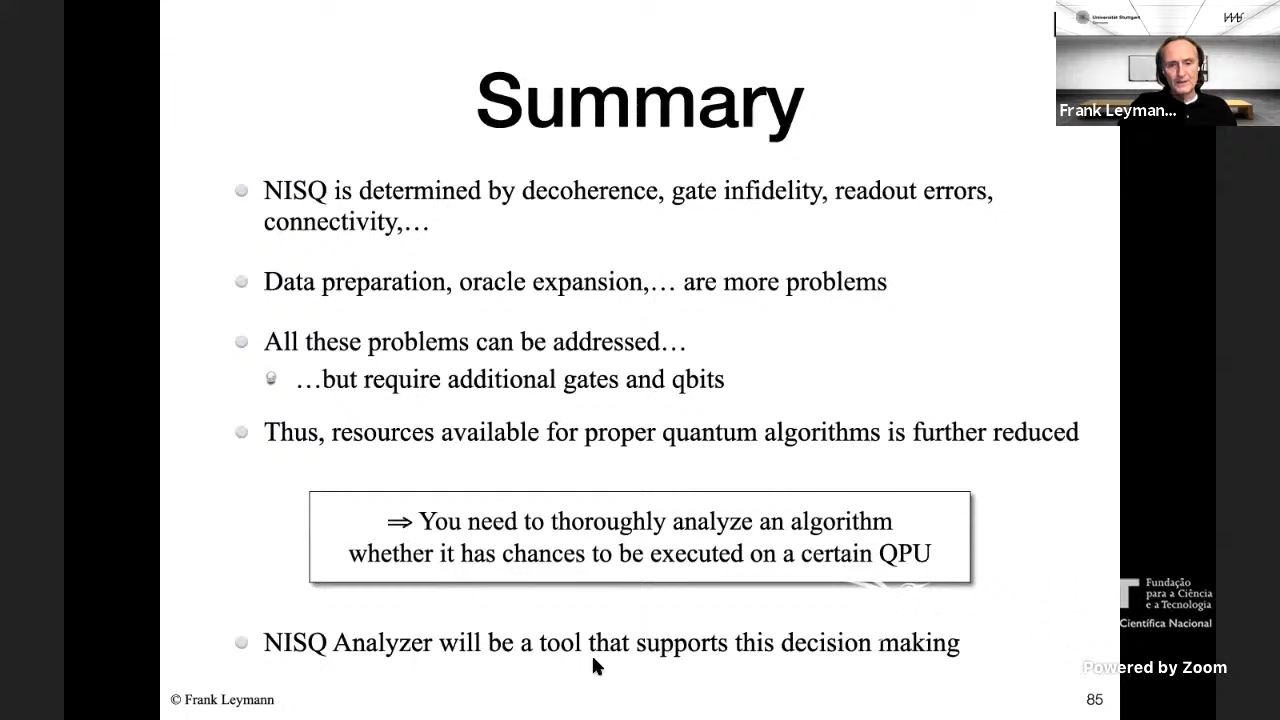 Summary
NISQ is determined by decoherence, gate infidelity, readout errors,
connectivity,…
Data preparation, oracle expansion,… are more problems
All these problems can be addressed…
…but require additional gates and qbits
Thus, resources available for proper quantum algorithms is further reduced
⇒ You need to thoroughly analyze an algorithm
whether it has chances to be executed on a certain QPU
NISQ Analyzer will be a tool that supports this decision making
© Frank Leymann
85
Universität Stuttgart
Frank Leyman...
Fundação
para a Ciência
e a Tecnologia
Científica Nacional
Powered by Zoom